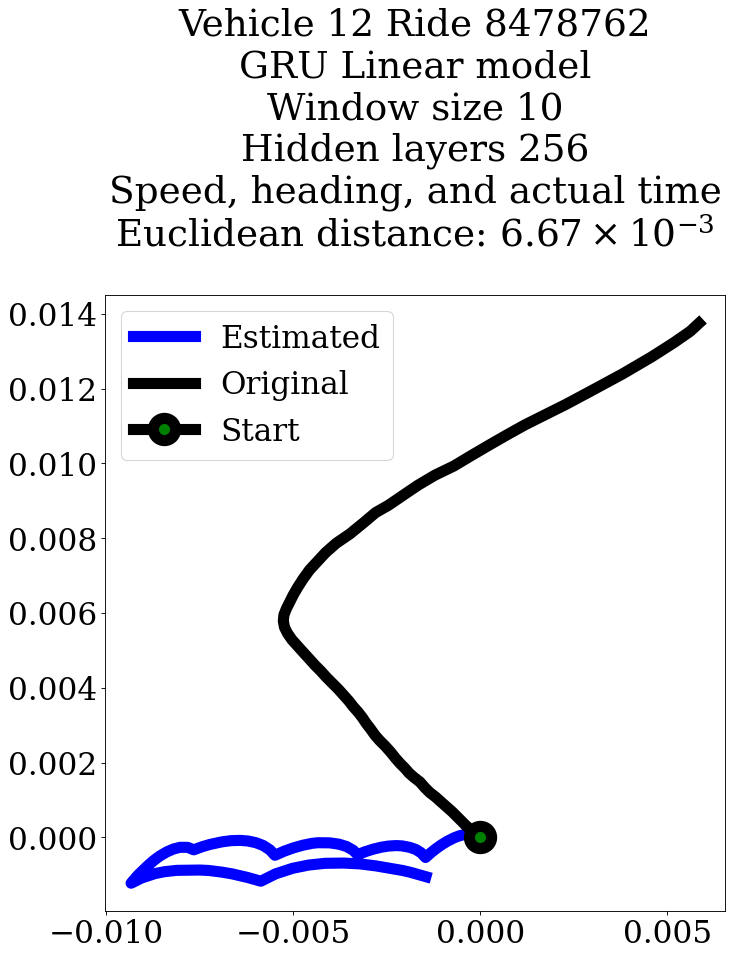 Vehicle 12 Ride 8478762
GRU Linear model
Window size 10
Hidden layers 256
Speed, heading, and actual time
Euclidean distance: 6.67 × 10⁻³
Estimated
Original
Start
0.014
0.012
0.010
0.008
0.006
0.004
0.002
0.000
−0.010 −0.005 0.000 0.005